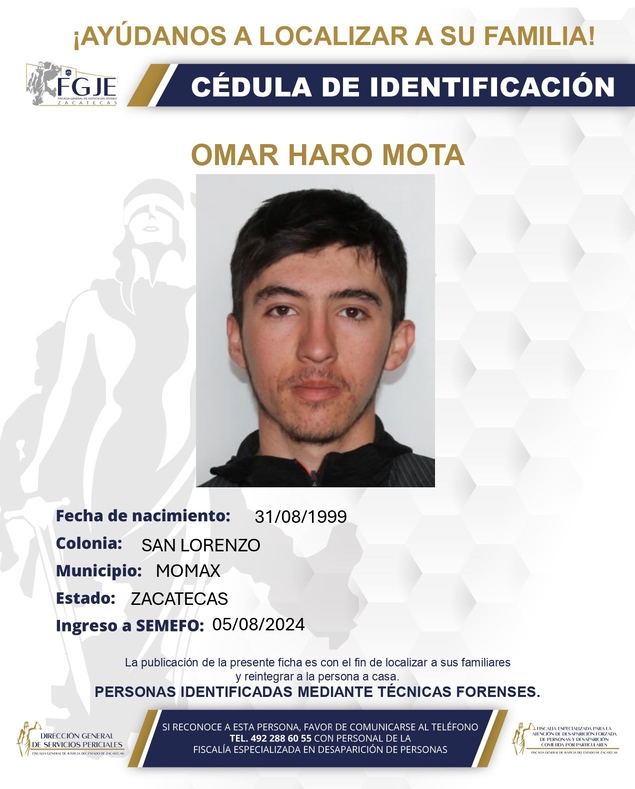 ¡AYÚDANOS A LOCALIZAR A SU FAMILIA!
FGJE
ZACATECAS
CÉDULA DE IDENTIFICACIÓN
OMAR HARO MOTA
Fecha de nacimiento: 31/08/1999
Colonia: SAN LORENZO
Municipio: MOMAX
Estado: ZACATECAS
Ingreso a SEMEFO: 05/08/2024
La publicación de la presente ficha es con el fin de localizar a sus familiares
y reintegrar a la persona a casa.
PERSONAS IDENTIFICADAS MEDIANTE TÉCNICAS FORENSES.
DIRECCIÓN GENERAL
DE SERVICIOS PERICIALES
SI RECONOCE A ESTA PERSONA, FAVOR DE COMUNICARSE AL TELÉFONO
TEL. 492 288 60 55 CON PERSONAL DE LA
FISCALÍA ESPECIALIZADA EN DESAPARICIÓN DE PERSONAS
FISCALÍA ESPECIALIZADA PARA LA
ATENCIÓN DE DESAPARICIÓN FORZADA
DE PERSONAS Y DESAPARICIÓN
COMETIDA POR PARTICULARES